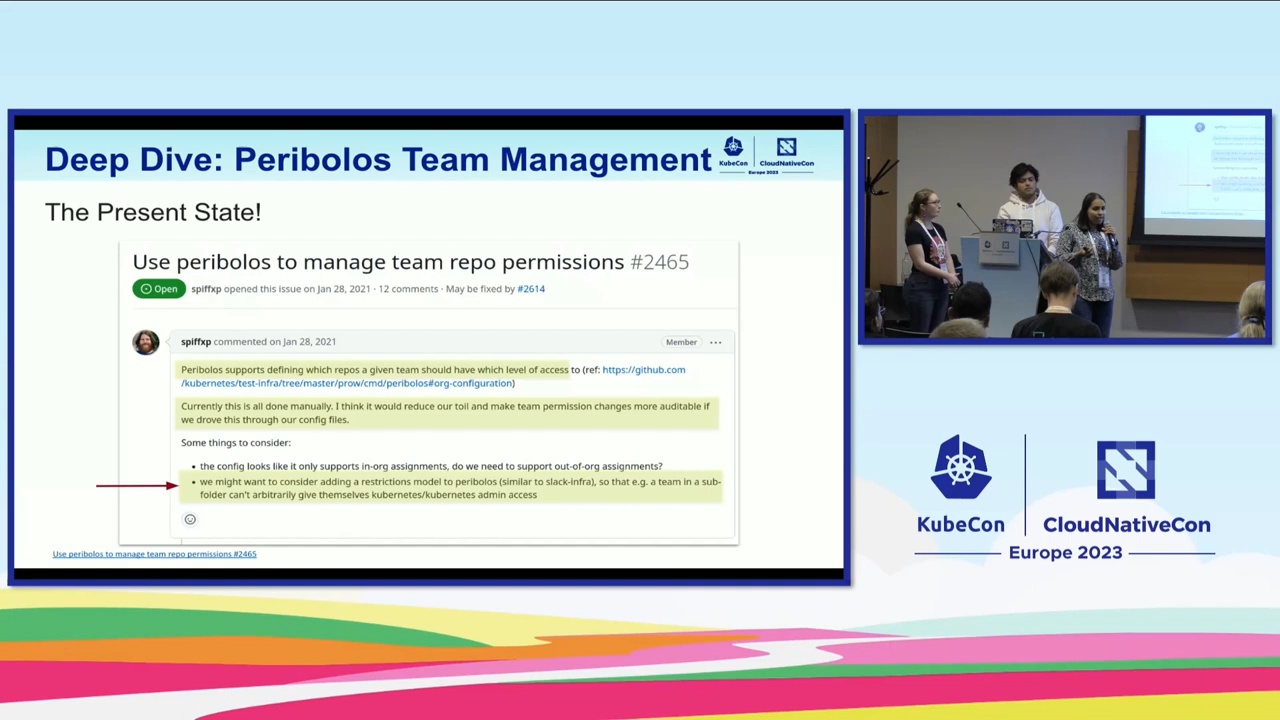 Deep Dive: Peribolos Team Management
KubeCon
CloudNativeCon
Europe 2023
The Present State!
Use peribolos to manage team repo permissions #2465
Open spiffxp opened this issue on Jan 28, 2021 · 12 comments · May be fixed by #2614
spiffxp commented on Jan 28, 2021 Member ...
Peribolos supports defining which repos a given team should have which level of access to (ref: https://github.com
/kubernetes/test-infra/tree/master/prow/cmd/peribolos#org-configuration)
Currently this is all done manually. I think it would reduce our toil and make team permission changes more auditable if
we drove this through our config files.
Some things to consider:
• the config looks like it only supports in-org assignments, do we need to support out-of-org assignments?
• we might want to consider adding a restrictions model to peribolos (similar to slack-infra), so that e.g. a team in a sub-
folder can't arbitrarily give themselves kubernetes/kubernetes admin access
Use peribolos to manage team repo permissions #2465
KubeCon
CloudNativeCon
Europe 2023